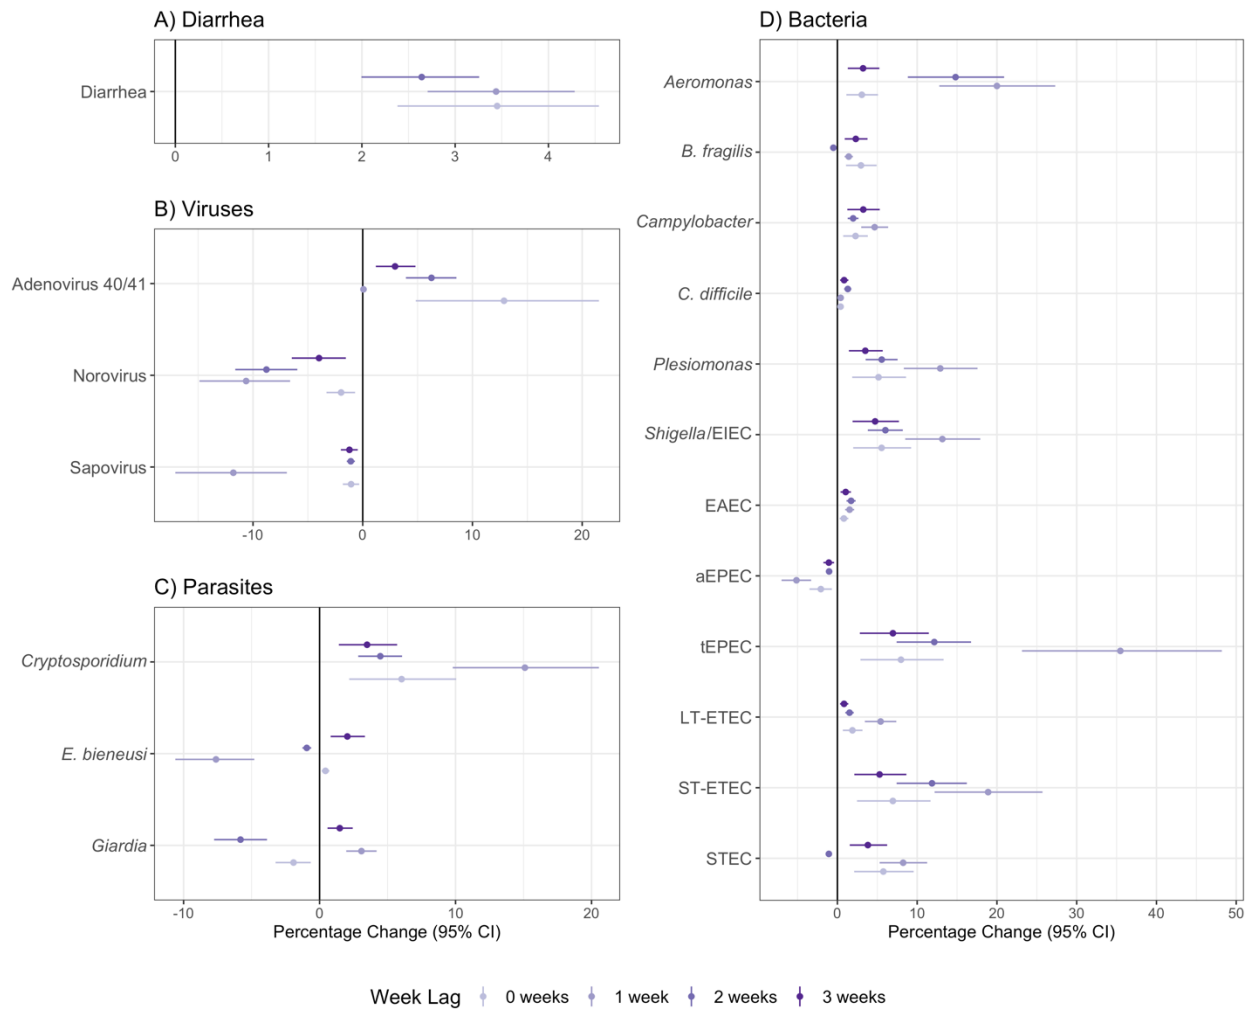 A) Diarrhea
Diarrhea
0 1 2 3 4
B) Viruses
Adenovirus 40/41
Norovirus
Sapovirus
-10 0 10 20
C) Parasites
Cryptosporidium
E. bieneusi
Giardia
-10 0 10 20
Percentage Change (95% CI)
D) Bacteria
Aeromonas
B. fragilis
Campylobacter
C. difficile
Plesiomonas
Shigella/EIEC
EAEC
aEPEC
tEPEC
LT-ETEC
ST-ETEC
STEC
0 10 20 30 40 50
Percentage Change (95% CI)
Week Lag 0 weeks 1 week 2 weeks 3 weeks